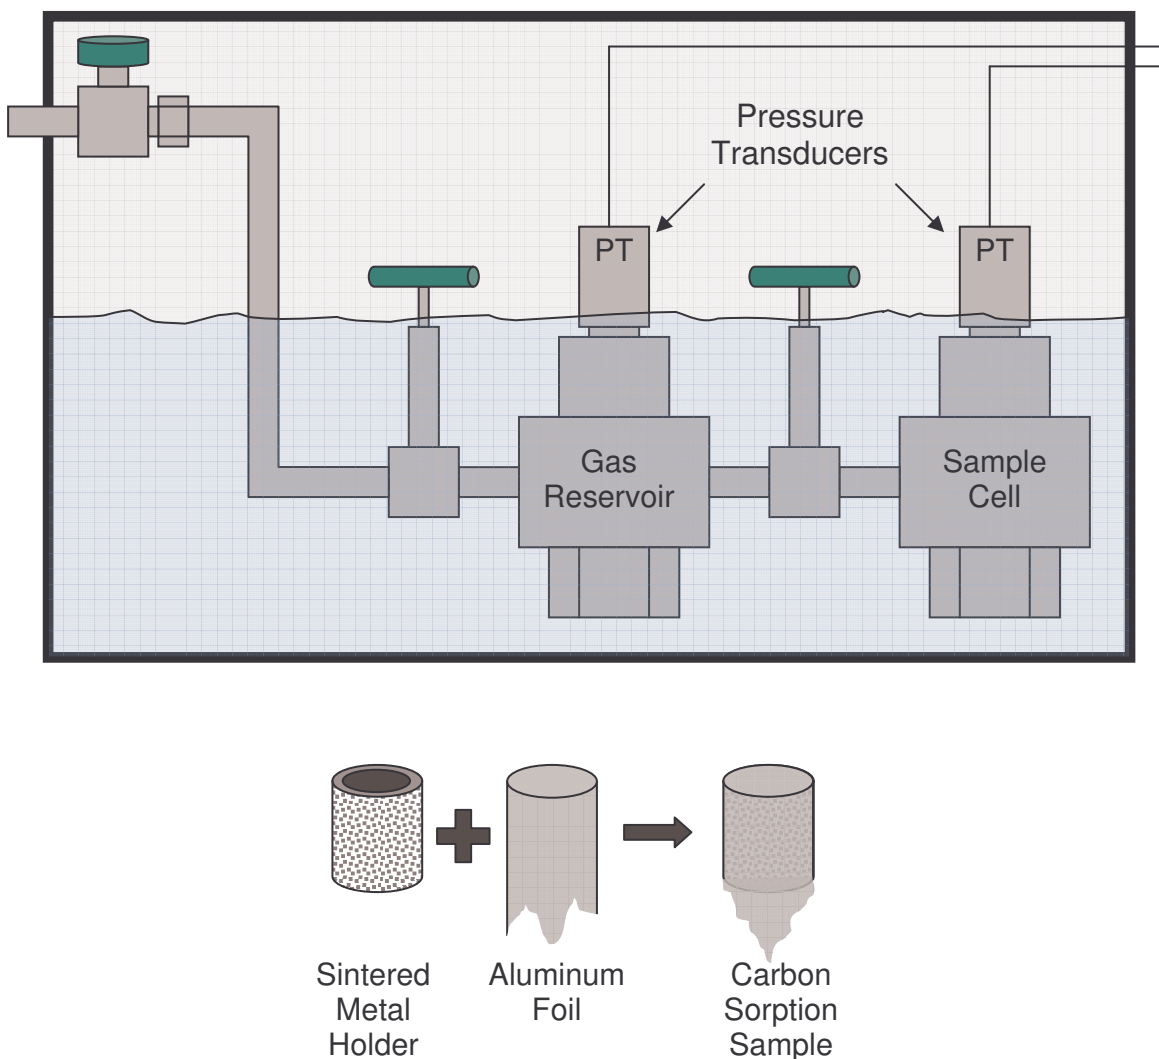 Pressure
Transducers
PT
PT
Gas
Reservoir
Sample
Cell
Sintered
Metal
Holder
Aluminum
Foil
Carbon
Sorption
Sample